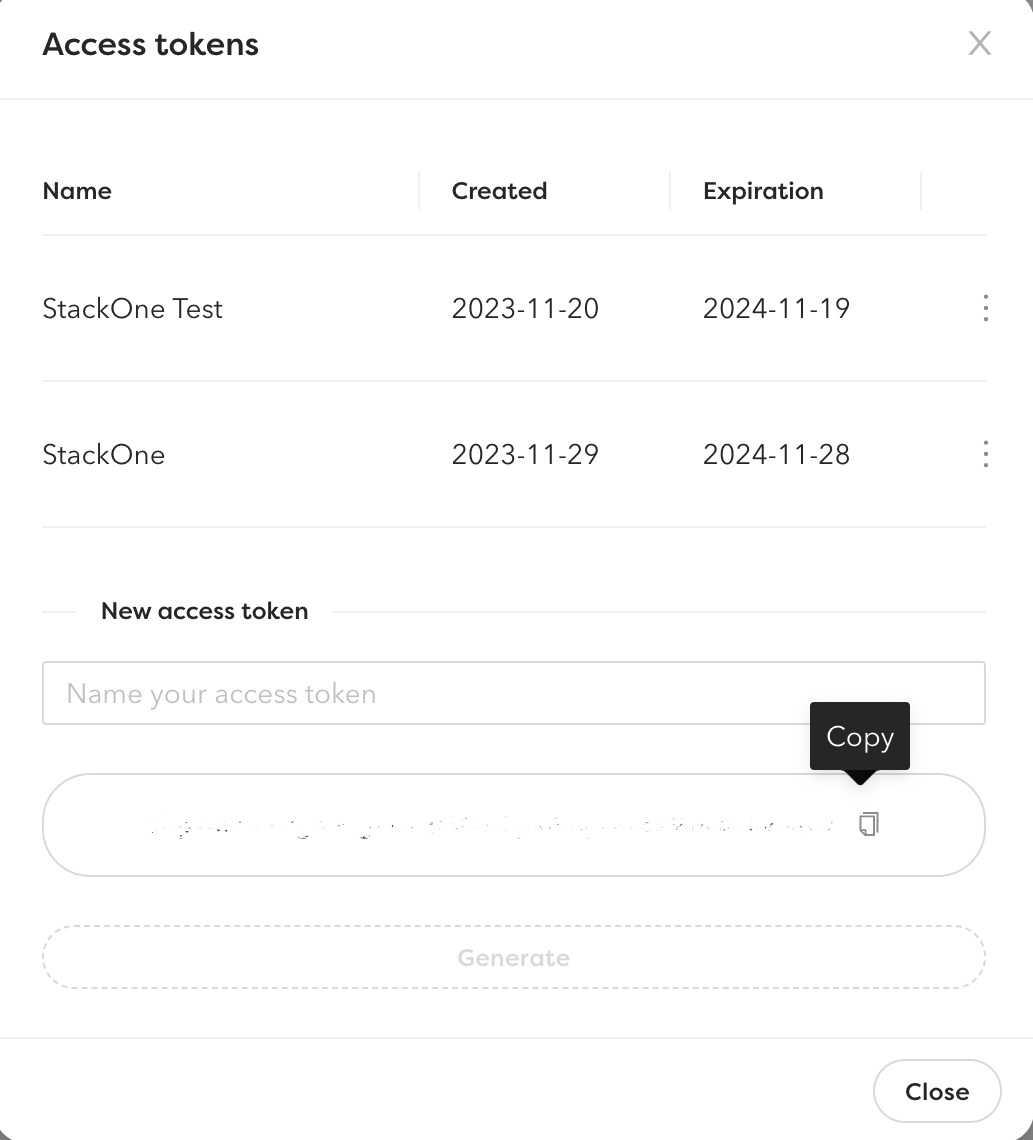 Access tokens
Name Created Expiration
StackOne Test 2023-11-20 2024-11-19
StackOne 2023-11-29 2024-11-28
New access token
Name your access token
Copy
Generate
Close